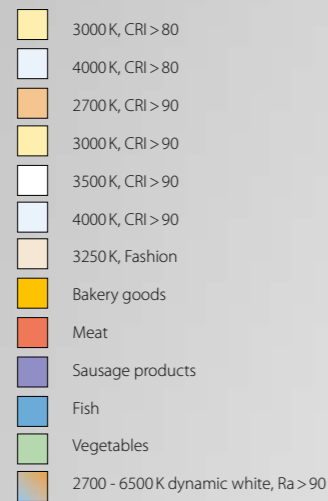 3000 K, CRI > 80
4000 K, CRI > 80
2700 K, CRI > 90
3000 K, CRI > 90
3500 K, CRI > 90
4000 K, CRI > 90
3250 K, Fashion
Bakery goods
Meat
Sausage products
Fish
Vegetables
2700 - 6500 K dynamic white, Ra > 90